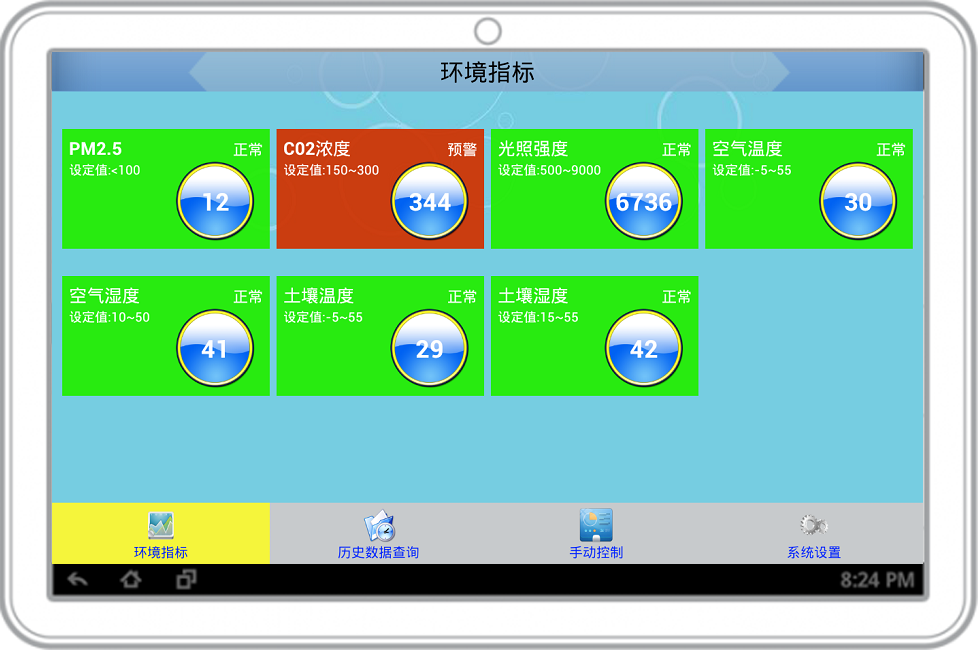 环境指标
PM2.5 正常
设定值:<100
12
C02浓度 预警
设定值:150~300
344
光照强度 正常
设定值:500~9000
6736
空气温度 正常
设定值:-5~55
30
空气湿度 正常
设定值:10~50
41
土壤温度 正常
设定值:-5~55
29
土壤湿度 正常
设定值:15~55
42
环境指标
历史数据查询
手动控制
系统设置
8:24 PM